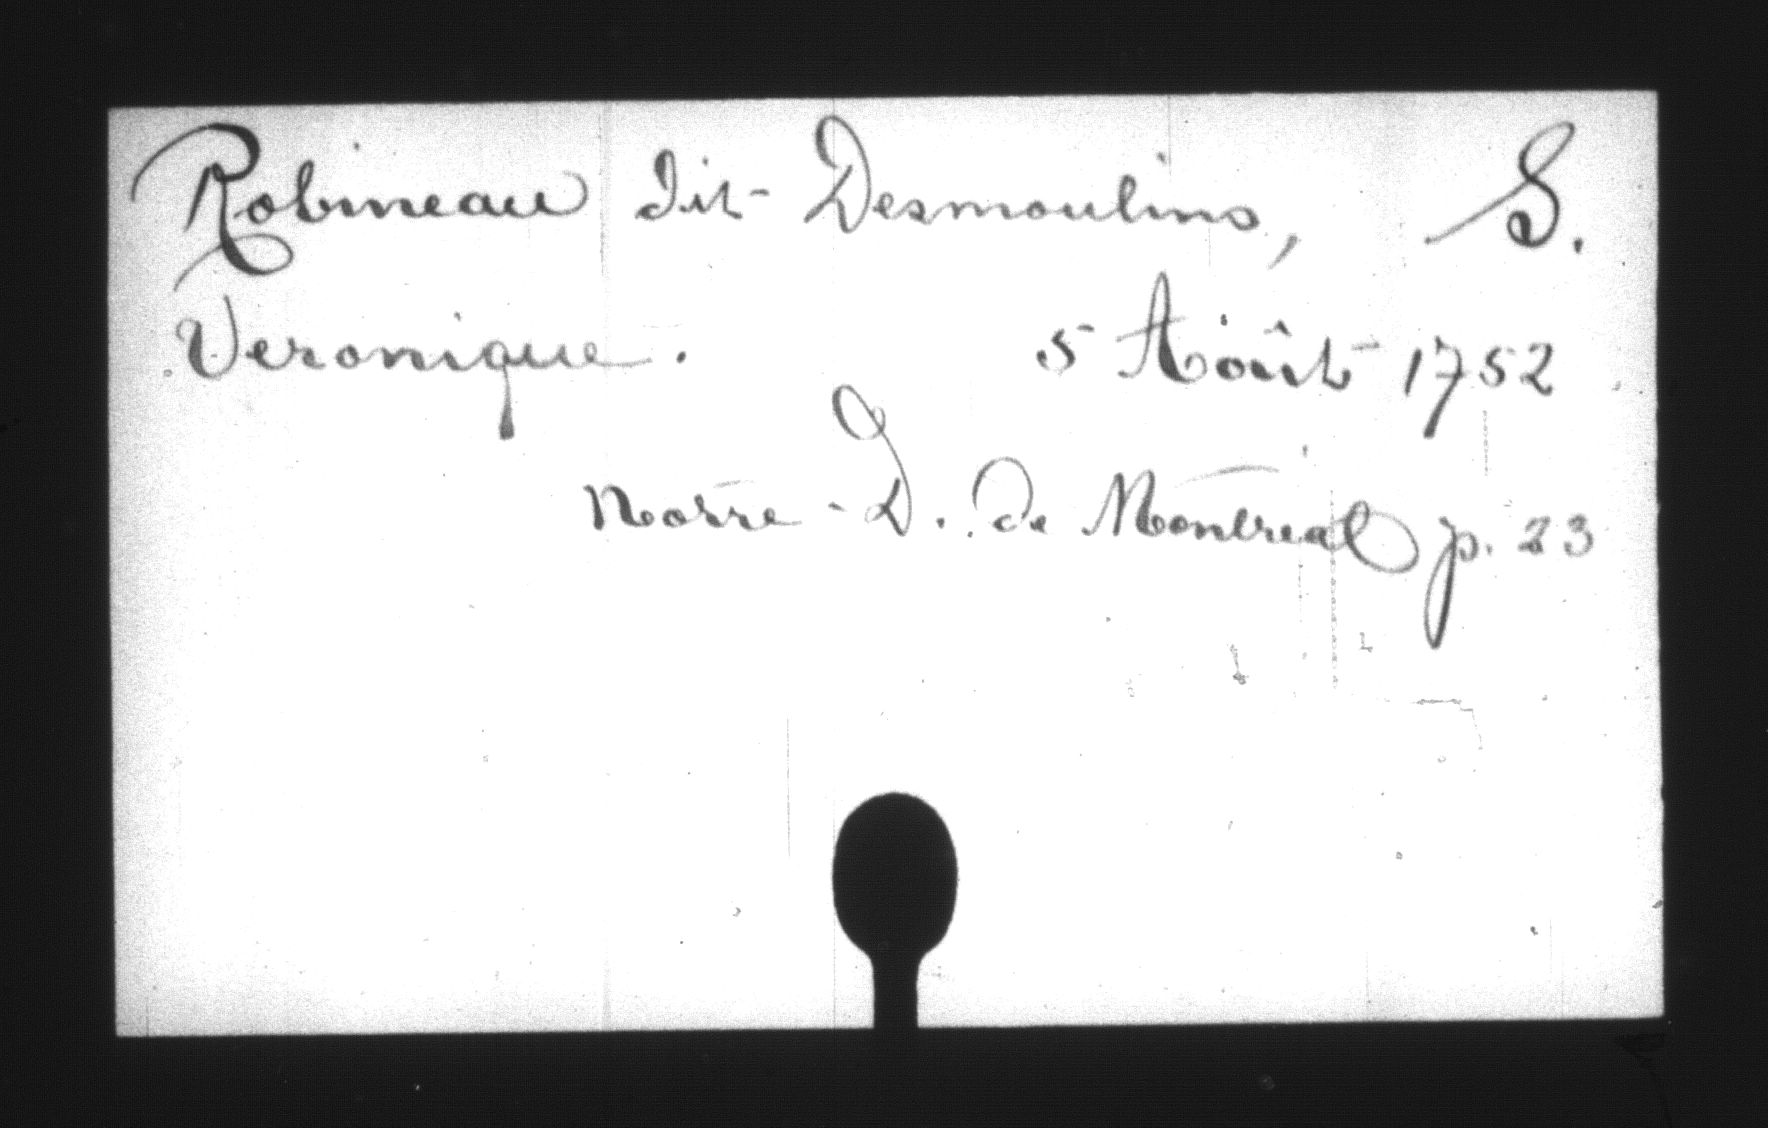 Robineau dit Desmoulins, S.
Veronique. 5 Août 1752
Notre-D. de Montreal p. 23